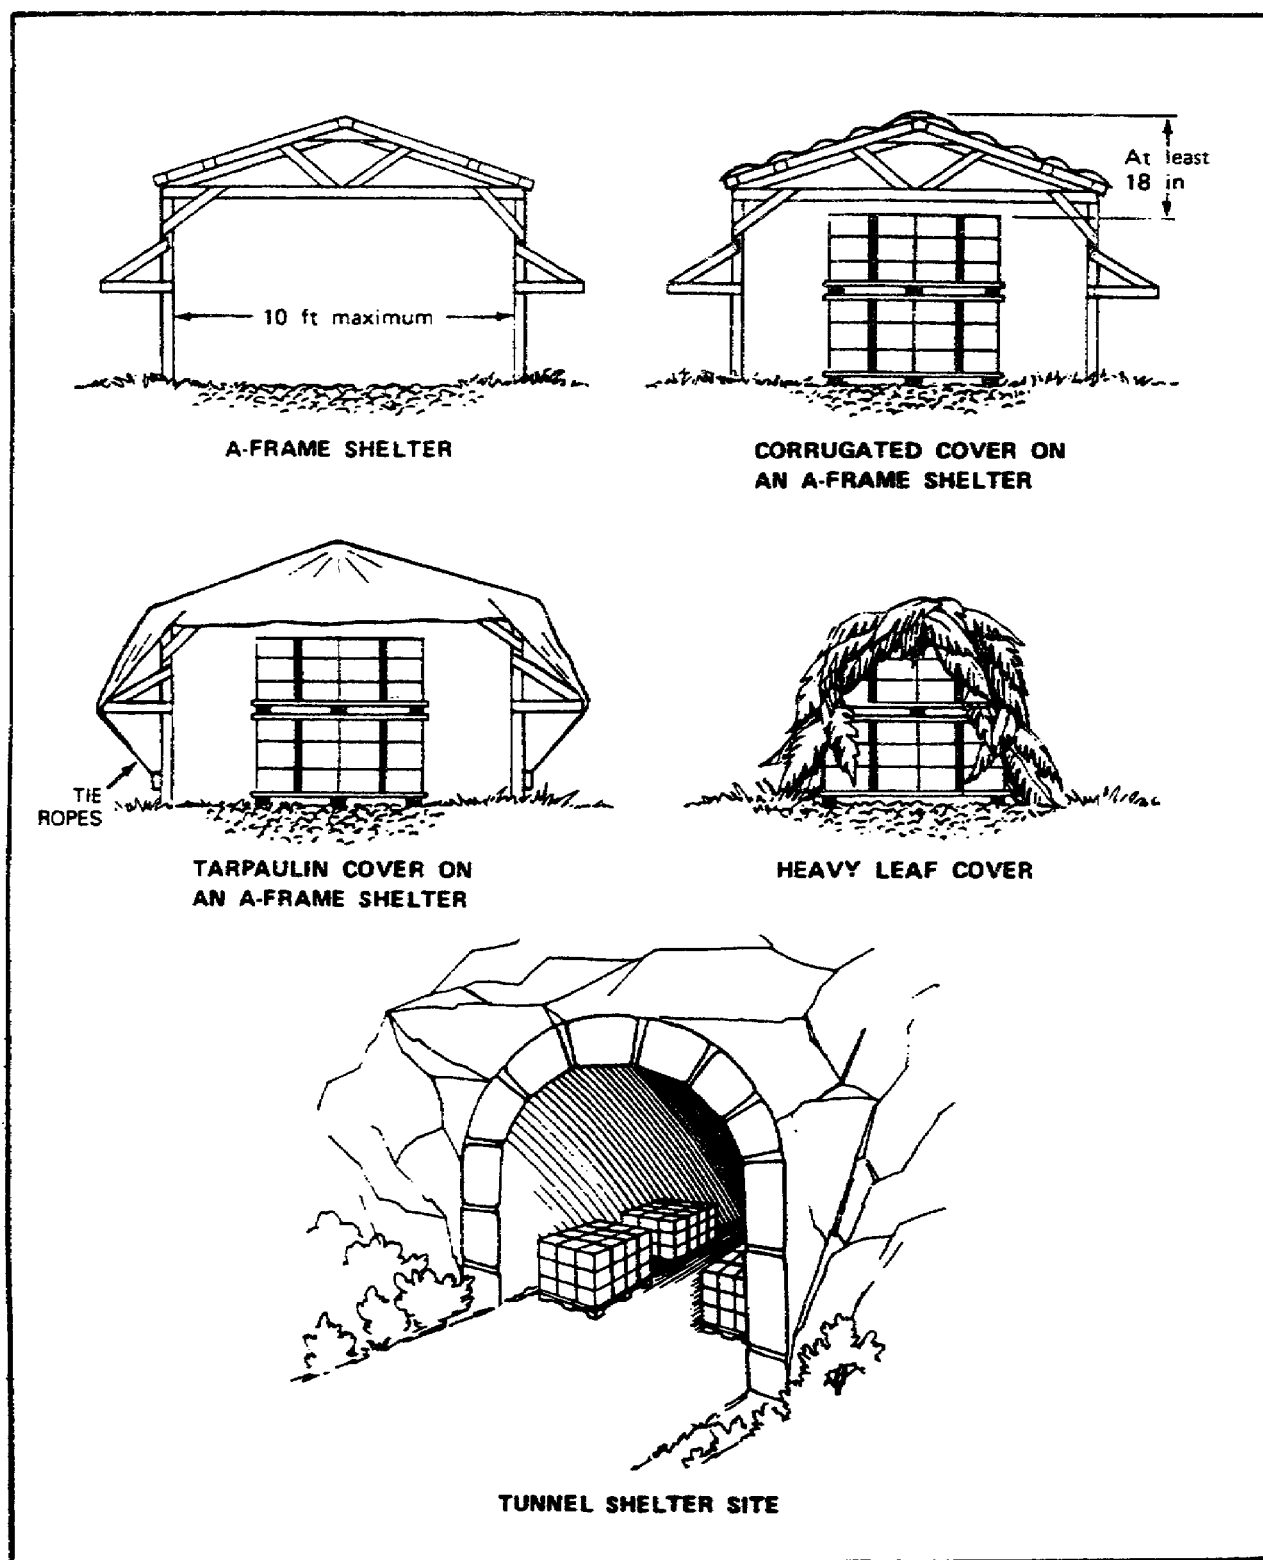 At least
18 in
10 ft maximum
A-FRAME SHELTER
CORRUGATED COVER ON
AN A-FRAME SHELTER
TIE
ROPES
TARPAULIN COVER ON
AN A-FRAME SHELTER
HEAVY LEAF COVER
TUNNEL SHELTER SITE